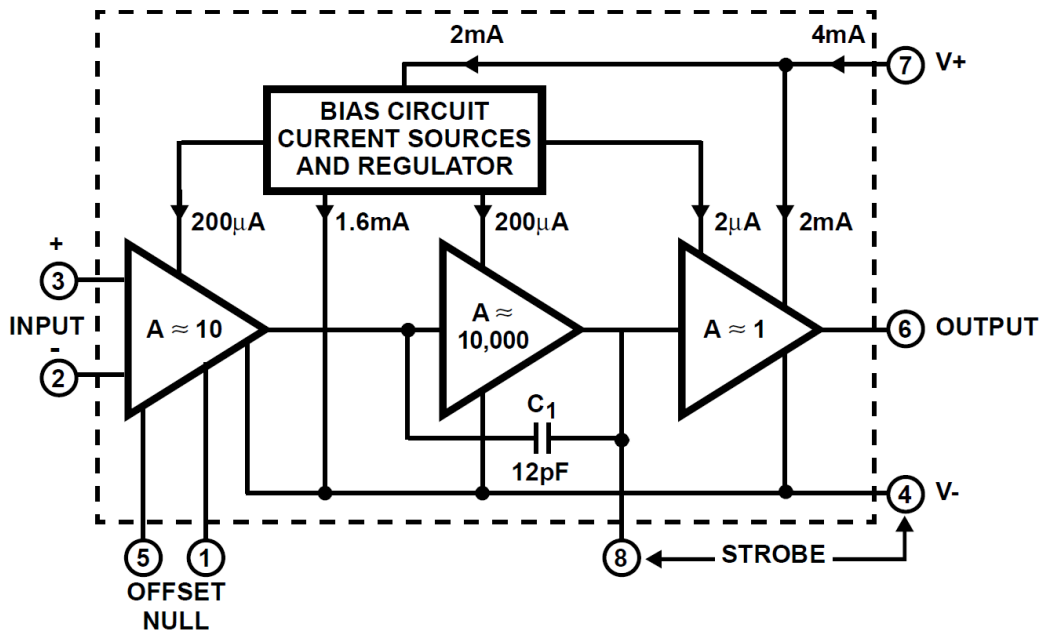 2mA
4mA
7
V+
BIAS CIRCUIT
CURRENT SOURCES
AND REGULATOR
200μA
1.6mA
200μA
2μA
2mA
+
3
INPUT
-
2
A ≈ 10
A ≈
10,000
A ≈ 1
6
OUTPUT
C1
12pF
4
V-
5
1
OFFSET
NULL
8
STROBE